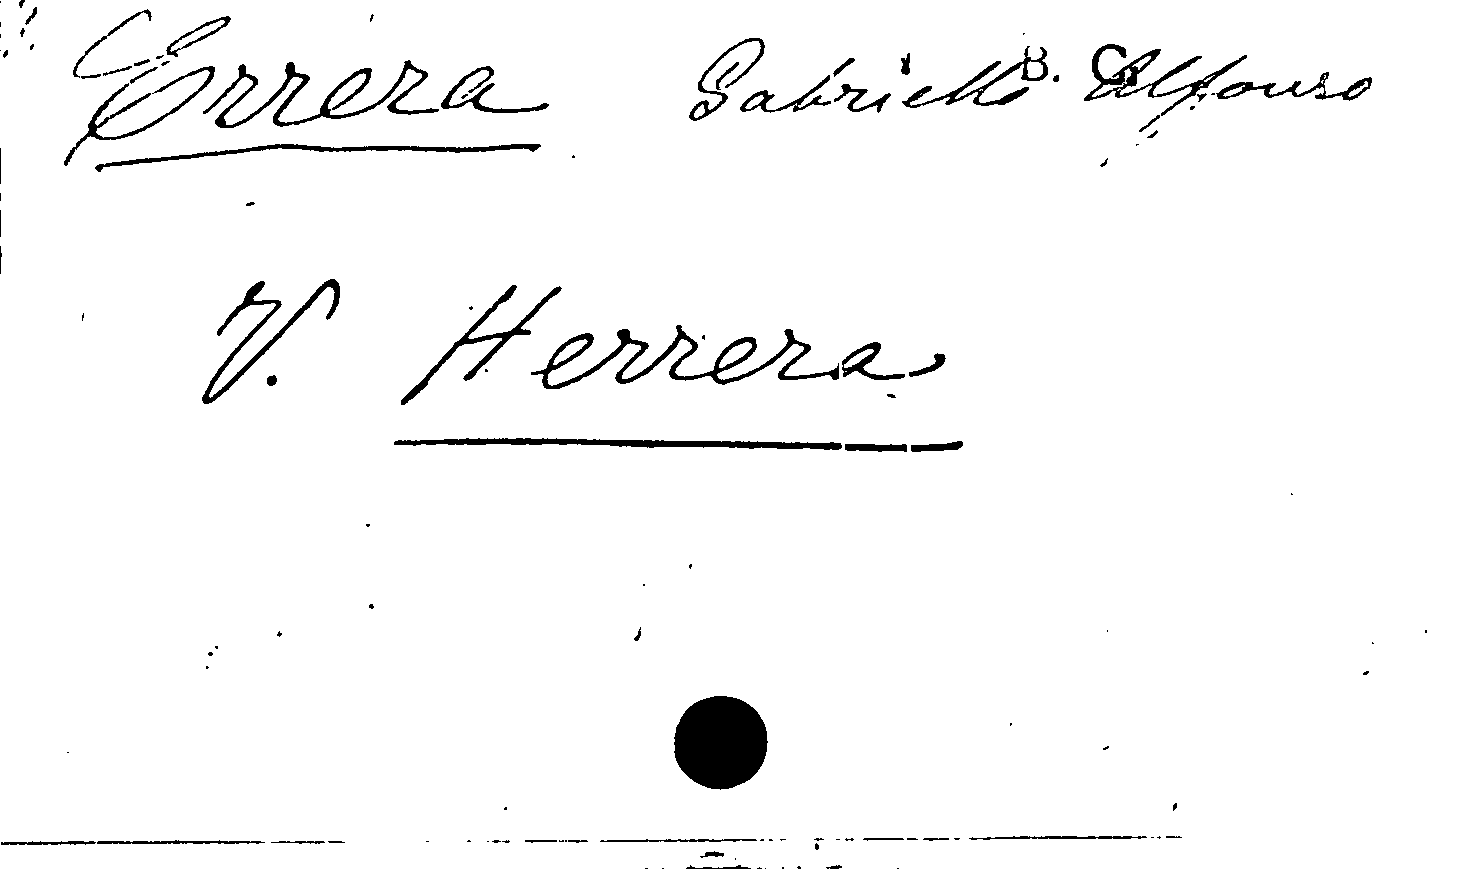 Errera Gabriello Alfonso B. C.
V. Herrera